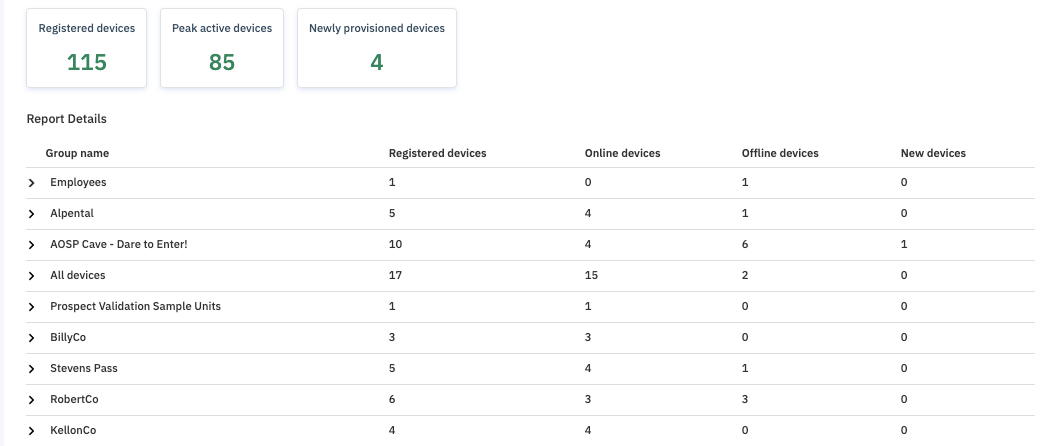 Registered devices Peak active devices Newly provisioned devices
115 85 4
Report Details
Group name Registered devices Online devices Offline devices New devices
Employees 1 0 1 0
Alpental 5 4 1 0
AOSP Cave - Dare to Enter! 10 4 6 1
All devices 17 15 2 0
Prospect Validation Sample Units 1 1 0 0
BillyCo 3 3 0 0
Stevens Pass 5 4 1 0
RobertCo 6 3 3 0
KellonCo 4 4 0 0